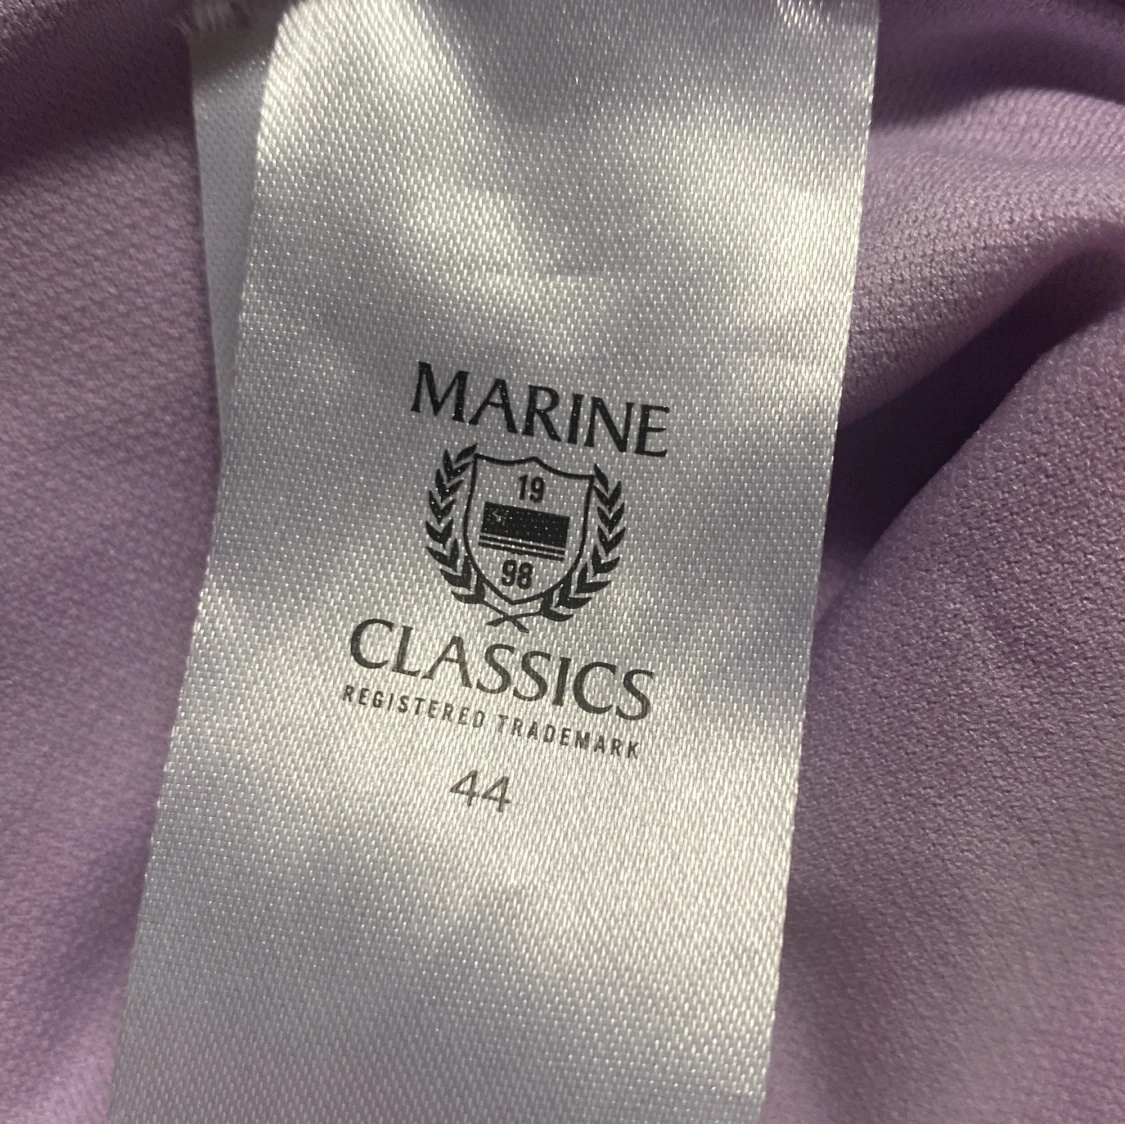 MARINE
19
98
CLASSICS
REGISTERED TRADEMARK
44